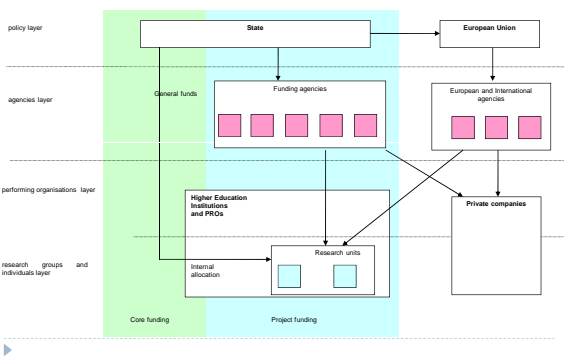 policy layer
State
European Union
agencies layer
General funds
Funding agencies
European and International
agencies
performing organisations layer
Higher Education
Institutions
and PROs
Private companies
research groups and
individuals layer
Internal
allocation
Research units
Core funding
Project funding